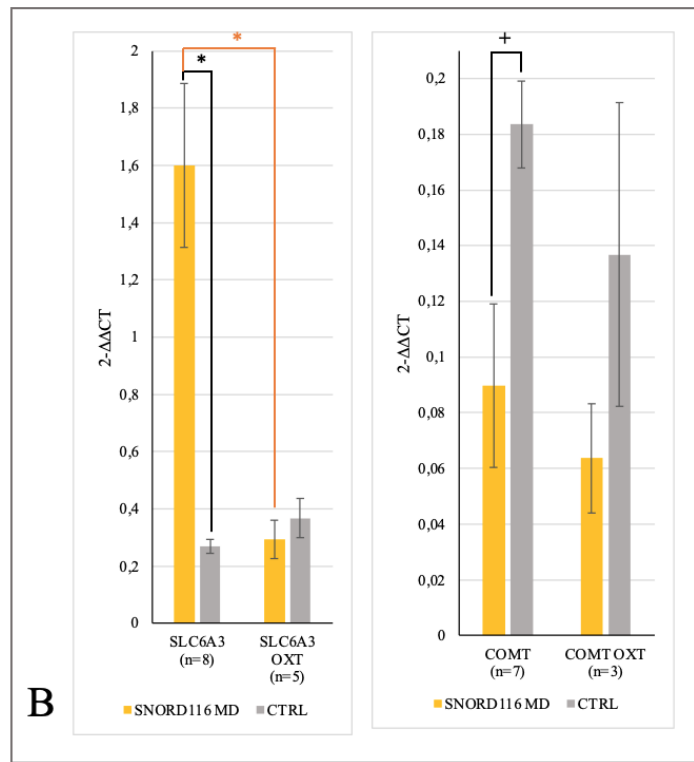 2-ΔΔCT
2
1,8
1,6
1,4
1,2
1
0,8
0,6
0,4
0,2
0
*
*
SLC6A3
(n=8)
SLC6A3
OXT
(n=5)
SNORD116 MD
CTRL
2-ΔΔCT
0,2
0,18
0,16
0,14
0,12
0,1
0,08
0,06
0,04
0,02
0
+
COMT
(n=7)
COMT OXT
(n=3)
SNORD116 MD
CTRL
B